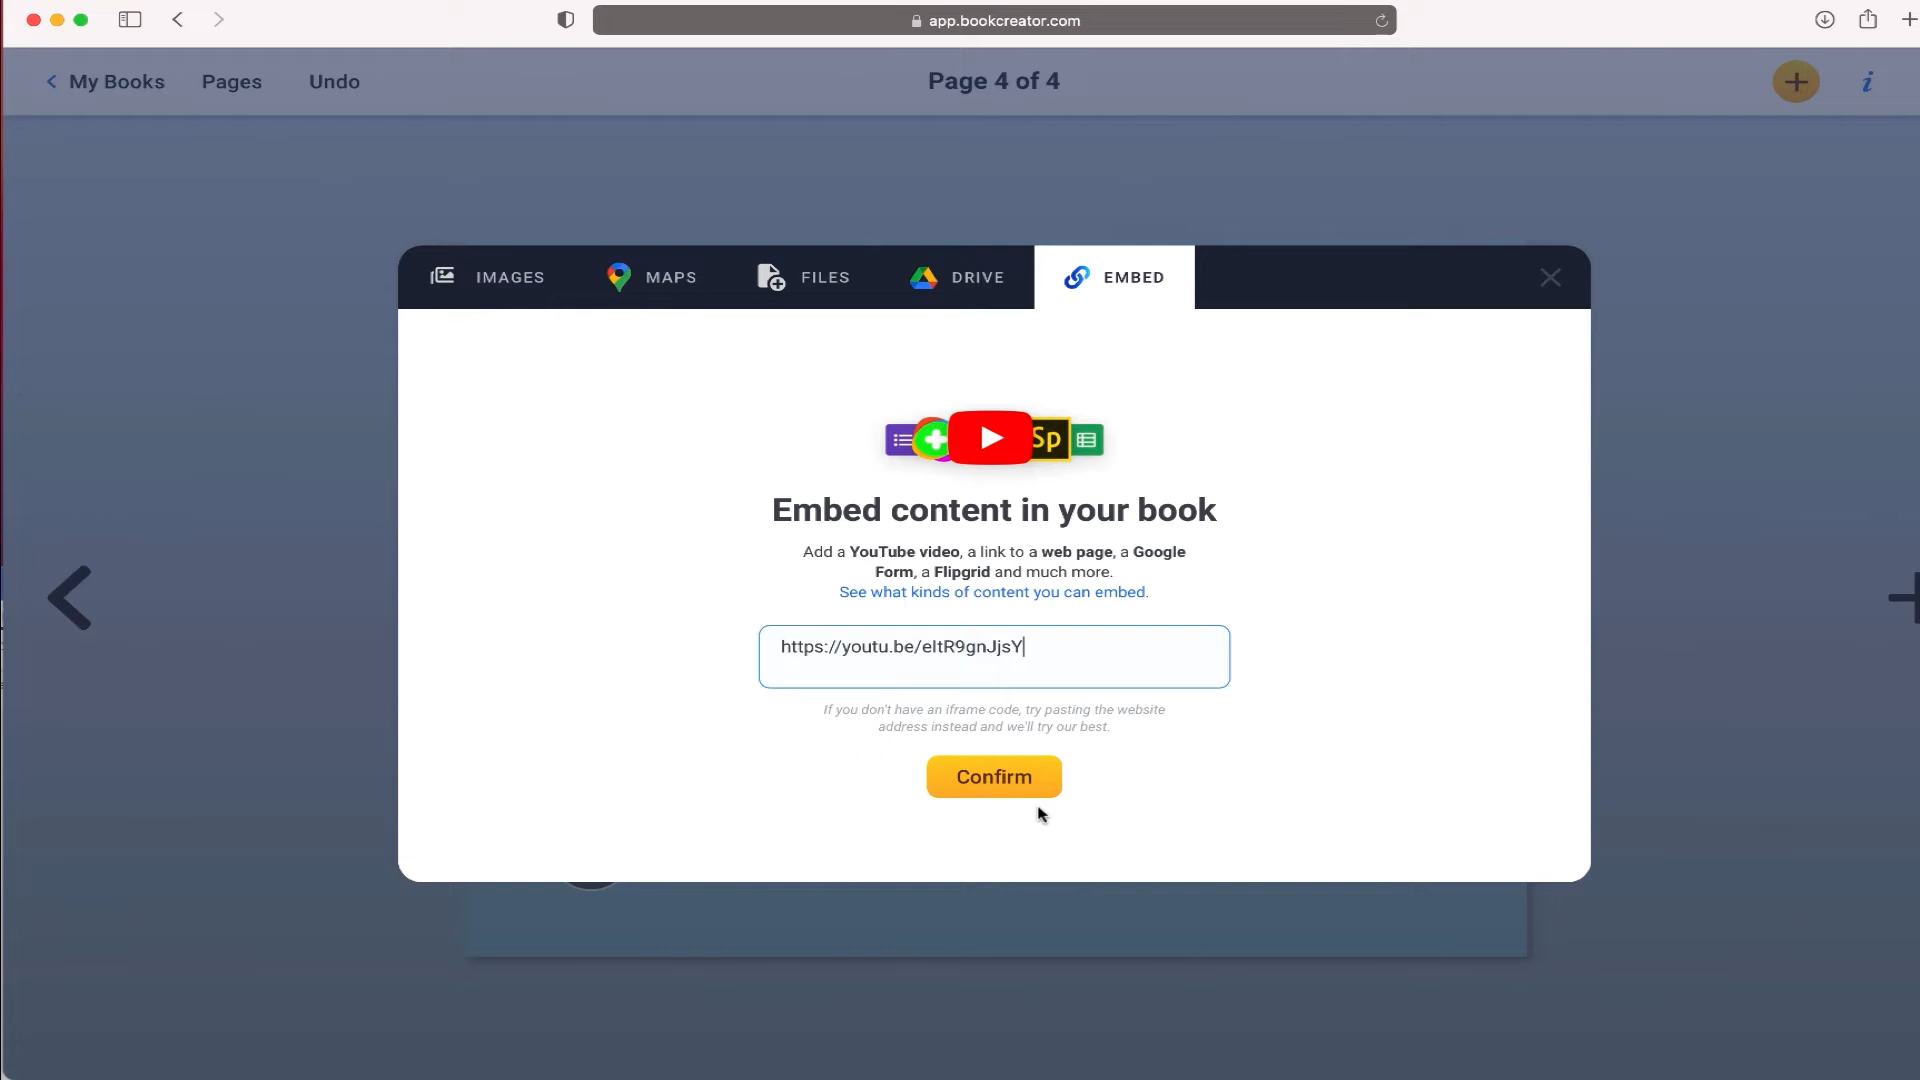 app.bookcreator.com
My Books
Pages
Undo
Page 4 of 4
i
IMAGES
MAPS
FILES
DRIVE
EMBED
Sp
Embed content in your book
Add a YouTube video, a link to a web page, a Google
Form, a Flipgrid and much more.
See what kinds of content you can embed.
https://youtu.be/eltR9gnJjsY
If you don't have an iframe code, try pasting the website
address instead and we'll try our best.
Confirm